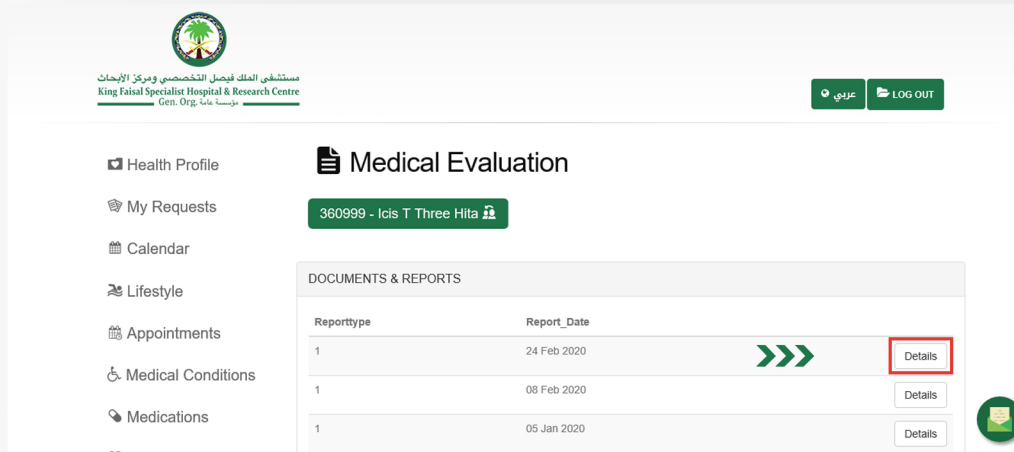 مستشفى الملك فيصل التخصصي ومركز الأبحاث
King Faisal Specialist Hospital & Research Centre
Gen. Org. مؤسسة عامة
عربي
LOG OUT
Health Profile
My Requests
Calendar
Lifestyle
Appointments
Medical Conditions
Medications
Medical Evaluation
360999 - Icis T Three Hita
DOCUMENTS & REPORTS
Reporttype Report_Date
1 24 Feb 2020 Details
1 08 Feb 2020 Details
1 05 Jan 2020 Details